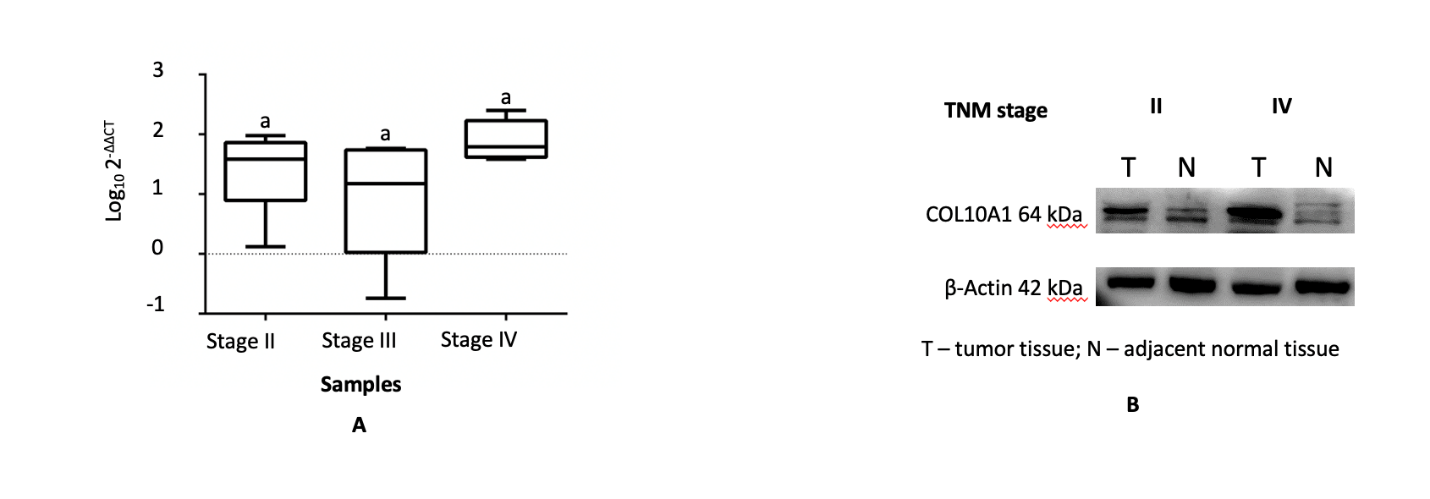 3
2
1
0
-1
Log10 2-ΔΔCT
a
a
a
Stage II
Stage III
Stage IV
Samples
A
TNM stage
II
IV
T N T N
COL10A1 64 kDa
β-Actin 42 kDa
T – tumor tissue; N – adjacent normal tissue
B